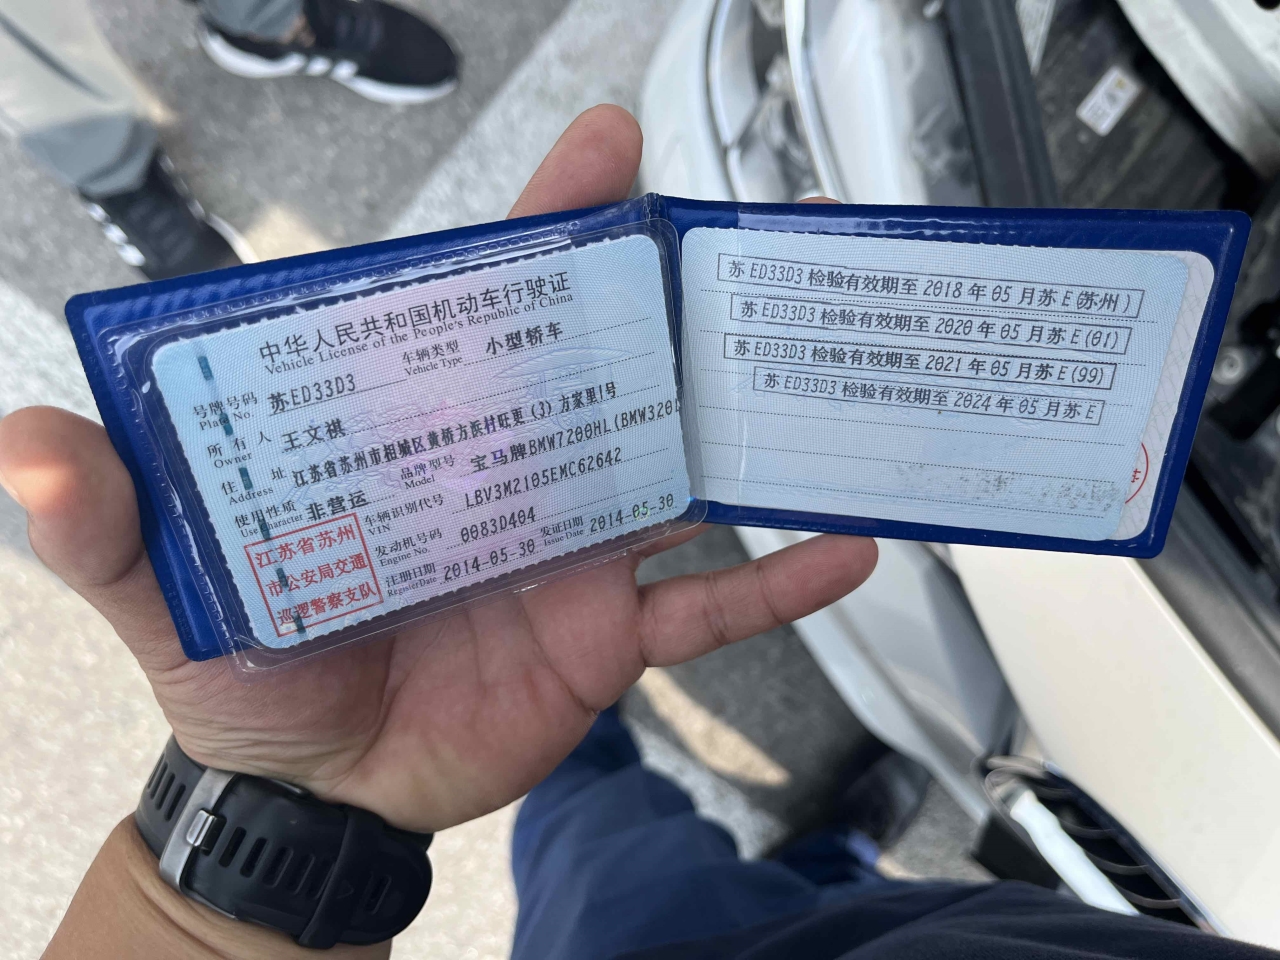 中华人民共和国机动车行驶证
Vehicle License of the People's Republic of China
号牌号码 苏ED33D3 车辆类型 小型轿车
Plate No. Vehicle Type
所有人 王文祺
Owner
住址 江苏省苏州市相城区黄桥方浜村旺更(3)方家里1号
Address
使用性质 非营运 品牌型号 宝马牌BMW7200HL(BMW320l
Use Character Model
车辆识别代号 LBV3M2105EMC62642
VIN
发动机号码 0083D404
Engine No.
注册日期 2014-05-30 发证日期 2014-05-30
Register Date Issue Date
江苏省苏州
市公安局交通
巡逻警察支队
苏ED33D3检验有效期至2018年05月苏E(苏州)
苏ED33D3检验有效期至2020年05月苏E(01)
苏ED33D3检验有效期至2021年05月苏E(99)
苏ED33D3检验有效期至2024年05月苏E